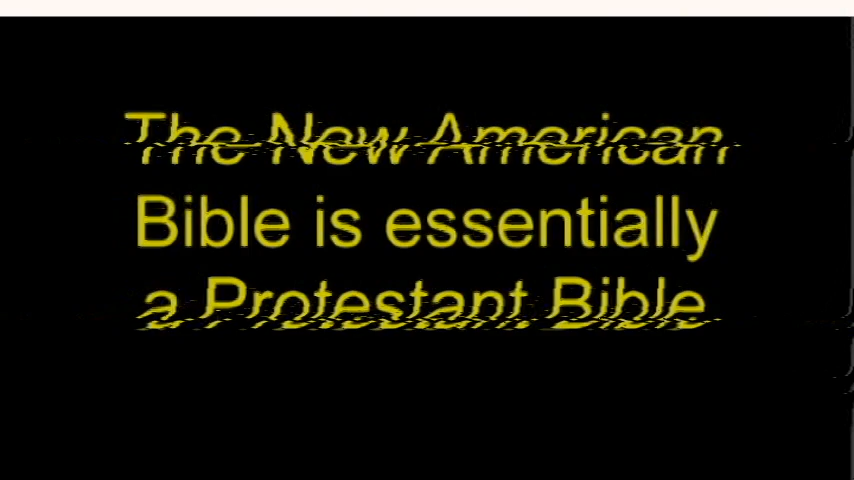 The New American
Bible is essentially
a Protestant Bible